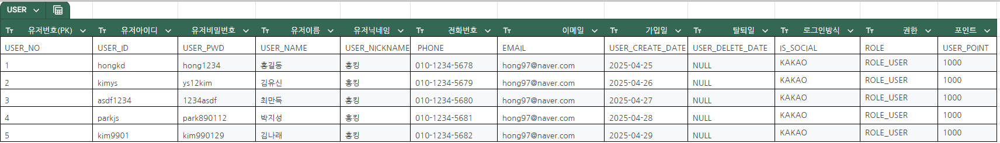 USER
유저번호(PK) 유저아이디 유저비밀번호 유저이름 유저닉네임 전화번호 이메일 가입일 탈퇴일 로그인방식 권한 포인트
USER_NO USER_ID USER_PWD USER_NAME USER_NICKNAME PHONE EMAIL USER_CREATE_DATE USER_DELETE_DATE IS_SOCIAL ROLE USER_POINT
1 hongkd hong1234 홍길동 홍킹 010-1234-5678 hong97@naver.com 2025-04-25 NULL KAKAO ROLE_USER 1000
2 kimys ys12kim 김유신 홍킹 010-1234-5679 hong97@naver.com 2025-04-26 NULL KAKAO ROLE_USER 1000
3 asdf1234 1234asdf 최만득 홍킹 010-1234-5680 hong97@naver.com 2025-04-27 NULL KAKAO ROLE_USER 1000
4 parkjs park890112 박지성 홍킹 010-1234-5681 hong97@naver.com 2025-04-28 NULL KAKAO ROLE_USER 1000
5 kim9901 kim990129 김나래 홍킹 010-1234-5682 hong97@naver.com 2025-04-29 NULL KAKAO ROLE_USER 1000